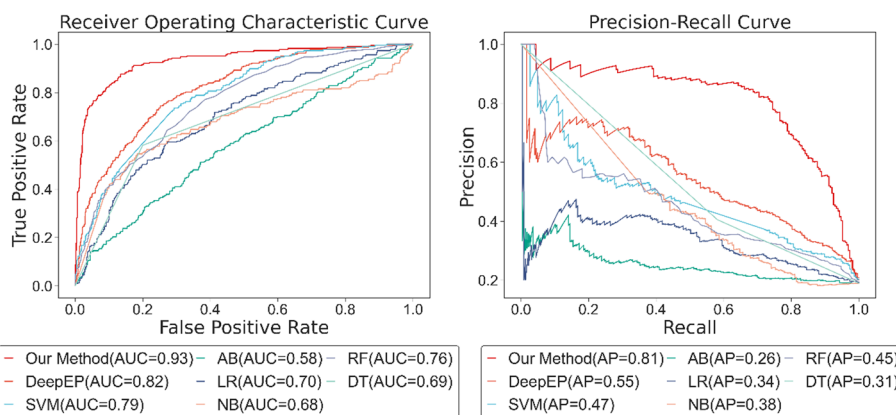 Receiver Operating Characteristic Curve
1.0
0.8
0.6
0.4
0.2
0.0
True Positive Rate
0.0 0.2 0.4 0.6 0.8 1.0
False Positive Rate
Our Method(AUC=0.93) AB(AUC=0.58) RF(AUC=0.76)
DeepEP(AUC=0.82) LR(AUC=0.70) DT(AUC=0.69)
SVM(AUC=0.79) NB(AUC=0.68)
Precision-Recall Curve
1.0
0.8
0.6
0.4
0.2
Precision
0.0 0.2 0.4 0.6 0.8 1.0
Recall
Our Method(AP=0.81) AB(AP=0.26) RF(AP=0.45)
DeepEP(AP=0.55) LR(AP=0.34) DT(AP=0.31)
SVM(AP=0.47) NB(AP=0.38)